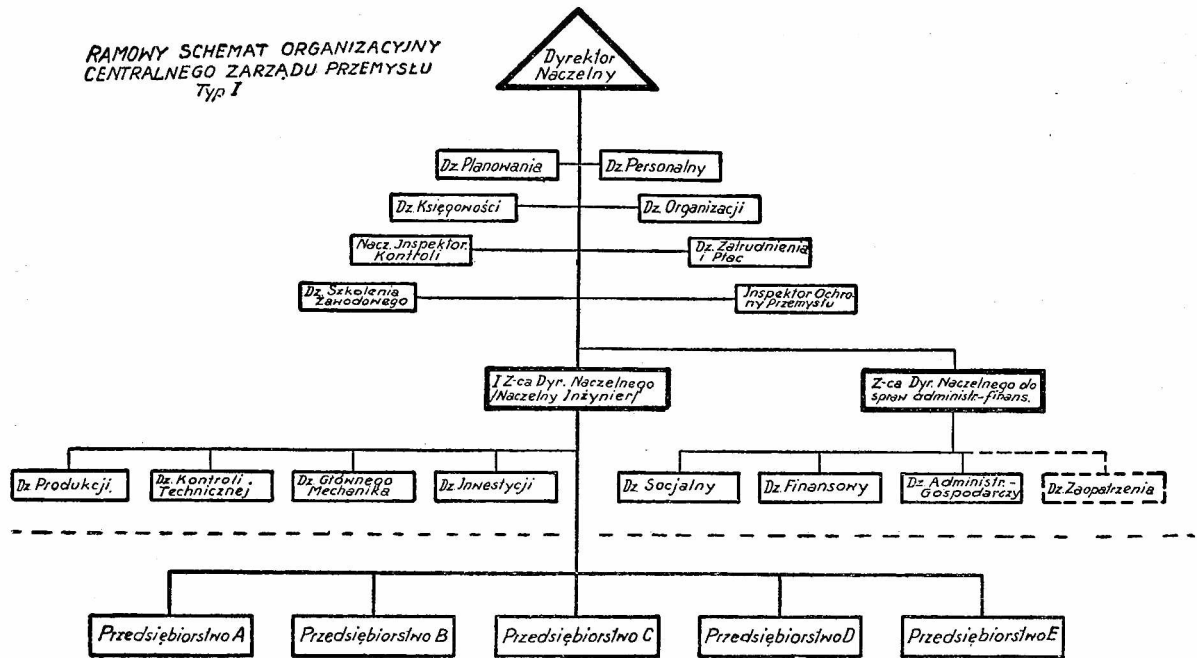 RAMOWY SCHEMAT ORGANIZACYJNY
CENTRALNEGO ZARZĄDU PRZEMYSŁU
Typ I
Dyrektor
Naczelny
Dz. Planowania
Dz. Personalny
Dz. Księgowości
Dz. Organizacji
Nacz. Inspektor.
Kontroli
Dz. Zatrudnienia
i Płac
Dz. Szkolenia
Zawodowego
Inspektor Ochro-
ny Przemysłu
I Z-ca Dyr. Naczelnego
/Naczelny Inżynier/
Z-ca Dyr. Naczelnego do
spraw administr.-finans.
Dz. Produkcji.
Dz. Kontroli.
Technicznej
Dz. Głównego
Mechanika
Dz. Inwestycji
Dz. Socjalny
Dz. Finansowy
Dz. Administr.-
Gospodarczy
Dz. Zaopatrzenia
Przedsiębiorstwo A
Przedsiębiorstwo B
Przedsiębiorstwo C
Przedsiębiorstwo D
Przedsiębiorstwo E